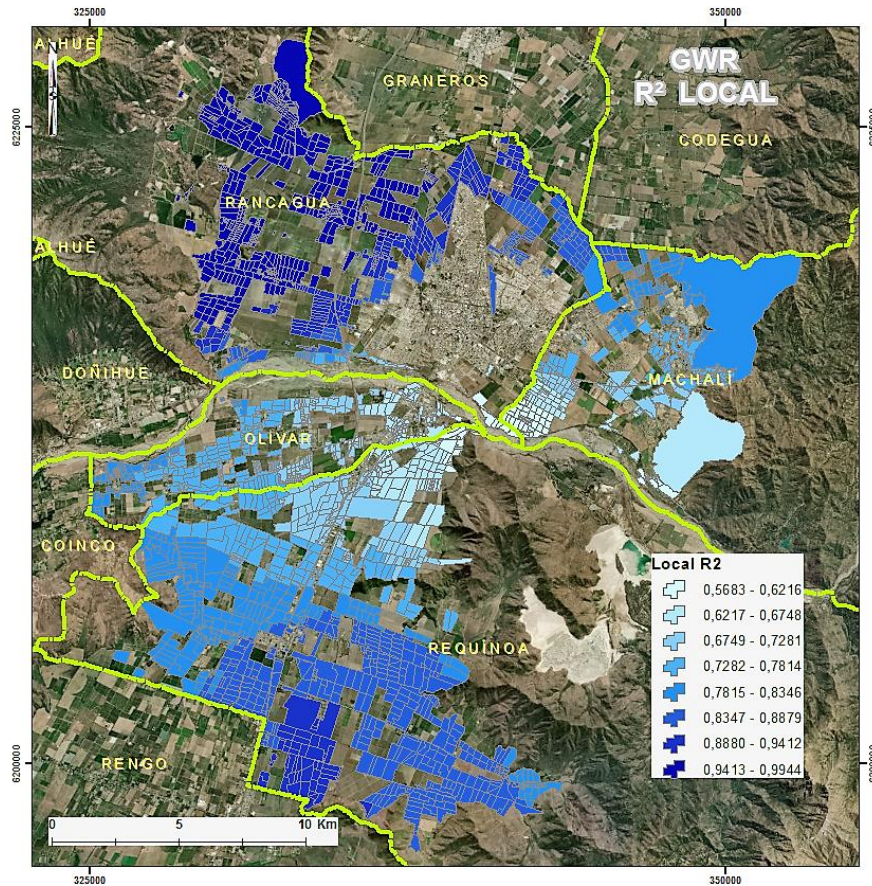 325000
350000
ALHUÉ
GRANEROS
GWR
R² LOCAL
6225000
6225000
CODEGUA
RANCAGUA
ALHUÉ
DOÑIHUE
MACHALÍ
OLIVAR
COINCO
Local R2
0,5683 - 0,6216
0,6217 - 0,6748
0,6749 - 0,7281
0,7282 - 0,7814
0,7815 - 0,8346
0,8347 - 0,8879
0,8880 - 0,9412
0,9413 - 0,9944
REQUÍNOA
RENGO
6200000
6200000
0 5 10 Km
325000
350000